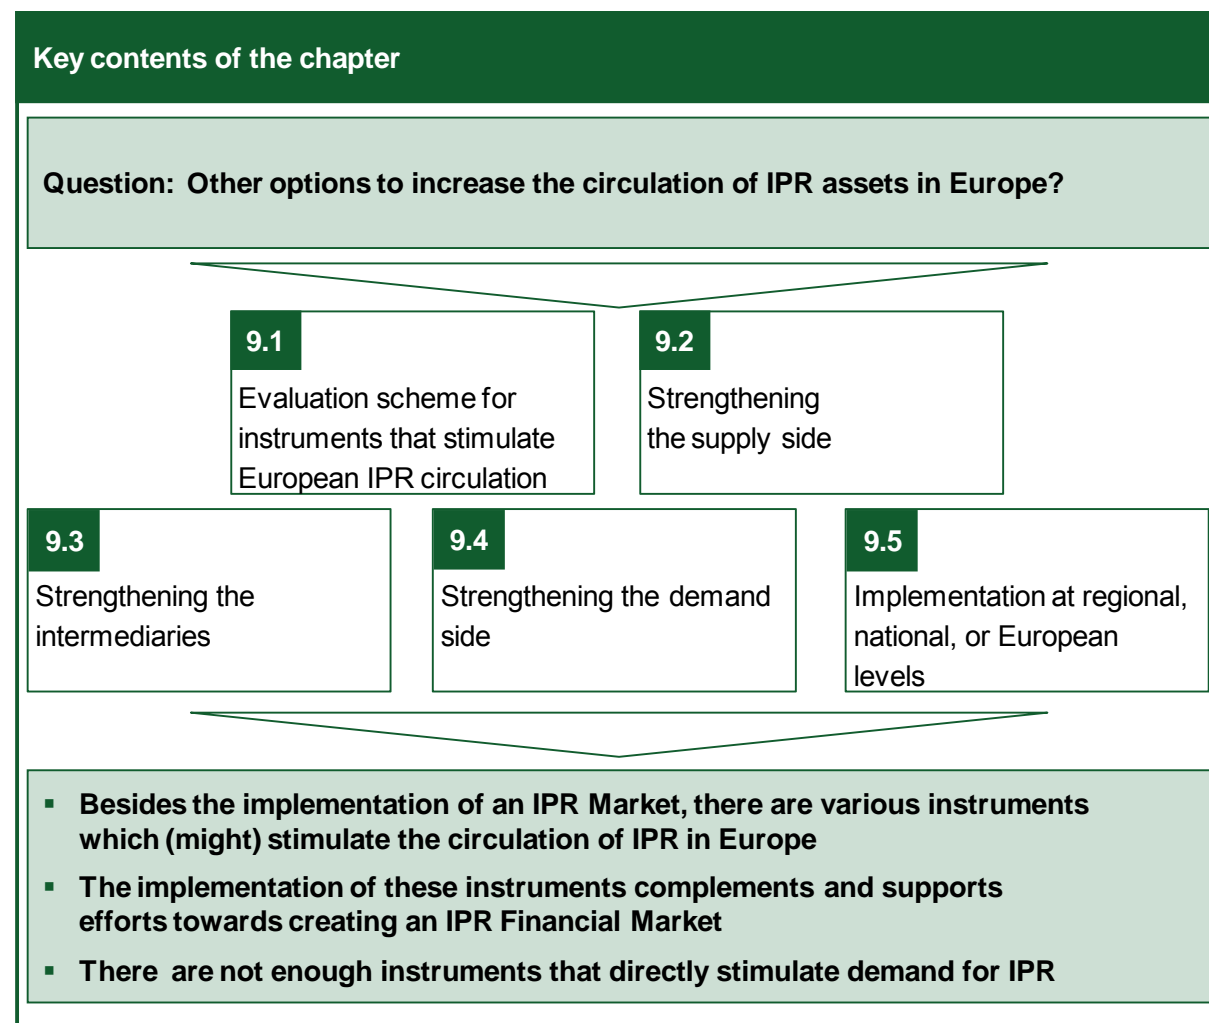 Key contents of the chapter
Question: Other options to increase the circulation of IPR assets in Europe?
9.1
Evaluation scheme for
instruments that stimulate
European IPR circulation
9.2
Strengthening
the supply side
9.3
Strengthening the
intermediaries
9.4
Strengthening the demand
side
9.5
Implementation at regional,
national, or European
levels
▪ Besides the implementation of an IPR Market, there are various instruments
which (might) stimulate the circulation of IPR in Europe
▪ The implementation of these instruments complements and supports
efforts towards creating an IPR Financial Market
▪ There are not enough instruments that directly stimulate demand for IPR